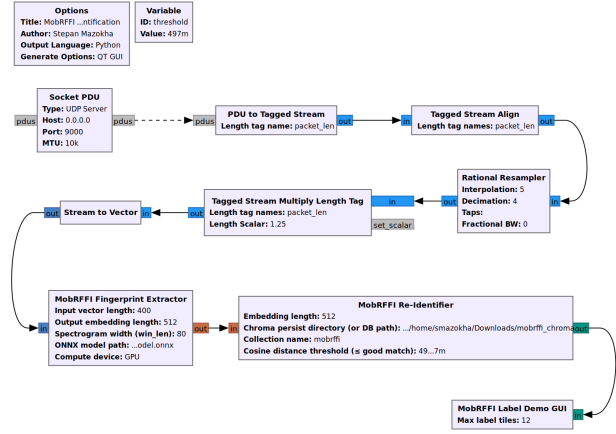 Options
Title: MobRFFI ...ntification
Author: Stepan Mazokha
Output Language: Python
Generate Options: QT GUI
Variable
ID: threshold
Value: 497m
Socket PDU
Type: UDP Server
Host: 0.0.0.0
Port: 9000
MTU: 10k
pdus
pdus
PDU to Tagged Stream
Length tag name: packet_len
pdus
out
Tagged Stream Align
Length tag names: packet_len
in
out
Rational Resampler
Interpolation: 5
Decimation: 4
Taps:
Fractional BW: 0
in
out
Tagged Stream Multiply Length Tag
Length tag names: packet_len
Length Scalar: 1.25
in
set_scalar
out
Stream to Vector
in
out
MobRFFI Fingerprint Extractor
Input vector length: 400
Output embedding length: 512
Spectrogram width (win_len): 80
ONNX model path: ...odel.onnx
Compute device: GPU
in
out
MobRFFI Re-Identifier
Embedding length: 512
Chroma persist directory (or DB path): .../home/smazokha/Downloads/mobrffi_chroma
Collection name: mobrffi
Cosine distance threshold (≤ good match): 49...7m
in
out
MobRFFI Label Demo GUI
Max label tiles: 12
in